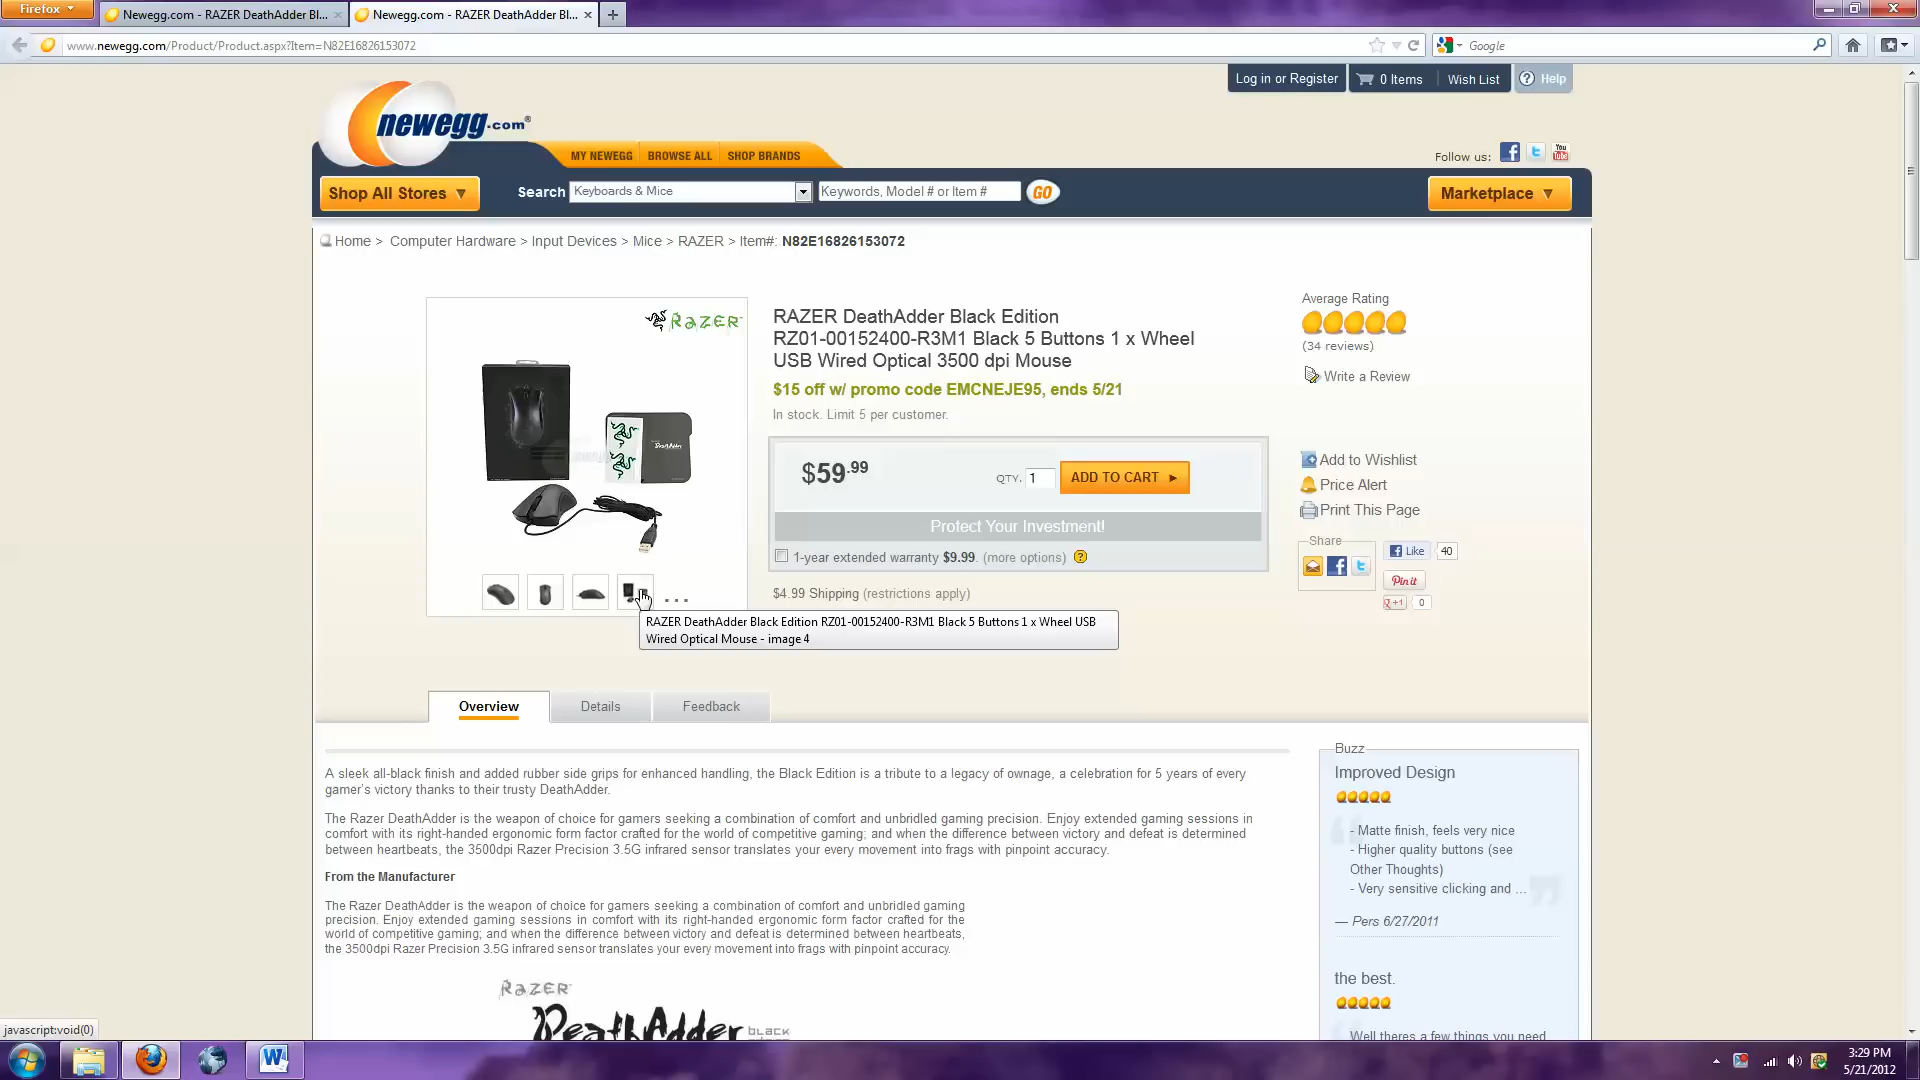 Firefox
Newegg.com - RAZER DeathAdder Bl...
Newegg.com - RAZER DeathAdder Bl...
www.newegg.com/Product/Product.aspx?Item=N82E16826153072
Google
Log in or Register
0 Items
Wish List
Help
newegg.com®
MY NEWEGG
BROWSE ALL
SHOP BRANDS
Follow us:
You Tube
Shop All Stores
Search
Keyboards & Mice
Keywords, Model # or Item #
GO
Marketplace
Home > Computer Hardware > Input Devices > Mice > RAZER > Item#: N82E16826153072
RAZER
RAZER DeathAdder Black Edition
RZ01-00152400-R3M1 Black 5 Buttons 1 x Wheel
USB Wired Optical 3500 dpi Mouse
$15 off w/ promo code EMCNEJE95, ends 5/21
In stock. Limit 5 per customer.
$59.99
QTY. 1
ADD TO CART
Protect Your Investment!
1-year extended warranty $9.99. (more options)
$4.99 Shipping (restrictions apply)
...
RAZER DeathAdder Black Edition RZ01-00152400-R3M1 Black 5 Buttons 1 x Wheel USB
Wired Optical Mouse - image 4
Average Rating
(34 reviews)
Write a Review
Add to Wishlist
Price Alert
Print This Page
Share
Like
40
Pin it
+1
0
Overview
Details
Feedback
A sleek all-black finish and added rubber side grips for enhanced handling, the Black Edition is a tribute to a legacy of ownage, a celebration for 5 years of every
gamer's victory thanks to their trusty DeathAdder.
The Razer DeathAdder is the weapon of choice for gamers seeking a combination of comfort and unbridled gaming precision. Enjoy extended gaming sessions in
comfort with its right-handed ergonomic form factor crafted for the world of competitive gaming; and when the difference between victory and defeat is determined
between heartbeats, the 3500dpi Razer Precision 3.5G infrared sensor translates your every movement into frags with pinpoint accuracy.
From the Manufacturer
The Razer DeathAdder is the weapon of choice for gamers seeking a combination of comfort and unbridled gaming
precision. Enjoy extended gaming sessions in comfort with its right-handed ergonomic form factor crafted for the
world of competitive gaming; and when the difference between victory and defeat is determined between heartbeats,
the 3500dpi Razer Precision 3.5G infrared sensor translates your every movement into frags with pinpoint accuracy.
RAZER
DeathAdder BLACK
Buzz
Improved Design
- Matte finish, feels very nice
- Higher quality buttons (see
Other Thoughts)
- Very sensitive clicking and ...
— Pers 6/27/2011
the best.
Well theres a few things you need
javascript:void(0)
3:29 PM
5/21/2012